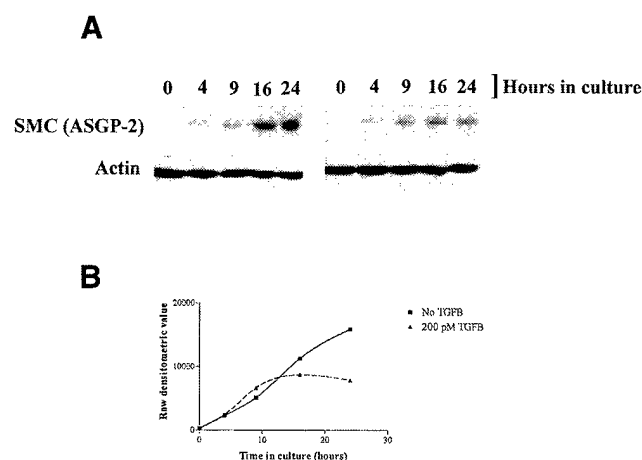 A
0 4 9 16 24 0 4 9 16 24 ] Hours in culture
SMC (ASGP-2)
Actin
B
20000
10000
0
0 10 20 30
Raw densitometric value
Time in culture (hours)
No TGFB
200 pM TGFB